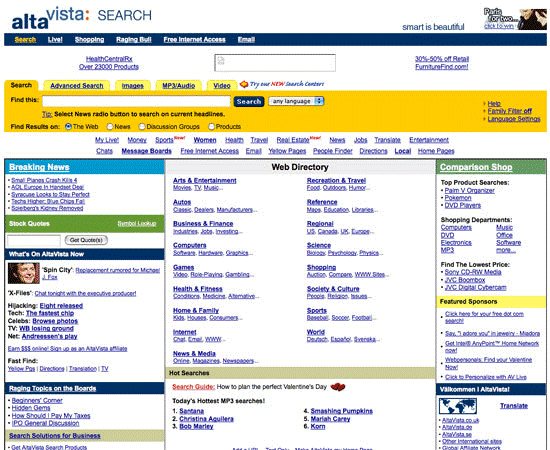 altavista: SEARCH
smart is beautiful
Paris
for two...
click to win
Search Live! Shopping Raging Bull Free Internet Access Email
HealthCentralRx
Over 23000 Products
30%-50% off Retail
FurnitureFind.com!
Search Advanced Search Images MP3/Audio Video Try our NEW Search Centers!
Find this: Search any language
Tip: Select News radio button to search on current headlines.
Find Results on: The Web News Discussion Groups Products
Help
Family Filter off
Language Settings
My Live! Money Sports New! Women Health Travel Real Estate New! News Jobs Translate Entertainment
Chats Message Boards Free Internet Access Email Yellow Pages People Finder Directions Local Home Pages
Breaking News
Small Planes Crash Kills 4
AOL Europe In Handset Deal
Syracuse Looks to Stay Perfect
Techs Higher; Blue Chips Fall
Spielberg's Kidney Removed
Stock Quotes Symbol Lookup
Get Quote(s)
What's On AltaVista Now
'Spin City': Replacement rumored for Michael J. Fox
'X-Files': Chat tonight with the executive producer!
Hijacking: Eight released
Tech: The fastest chip
Celebs: Browse photos
TV: WB losing ground
Net: Andreessen's play
Earn $$$ online! Sign up as an AltaVista affiliate
Fast Find:
Yellow Pgs | Directions | Translation | TV
Raging Topics on the Boards
Beginners' Corner
Hidden Gems
How Should I Pay My Taxes
IPO General Discussion
Search Solutions for Business
Get AltaVista Search Products
Web Directory
Arts & Entertainment
Movies, TV, Music...
Autos
Classic, Dealers, Manufacturers...
Business & Finance
Industries, Jobs, Investing...
Computers
Software, Hardware, Graphics...
Games
Video, Role-Playing, Gambling...
Health & Fitness
Conditions, Medicine, Alternative...
Home & Family
Kids, Houses, Consumers...
Internet
Chat, Email, WWW...
News & Media
Online, Magazines, Newspapers...
Recreation & Travel
Food, Outdoors, Humor...
Reference
Maps, Education, Libraries...
Regional
US, Canada, UK, Europe...
Science
Biology, Psychology, Physics...
Shopping
Auction, Compare, WWW Sites...
Society & Culture
People, Religion, Issues...
Sports
Baseball, Soccer, Football...
World
Deutsch, Español, Svenska...
Hot Searches
Search Guide: How to plan the perfect Valentine's Day
Today's Hottest MP3 searches!
1. Santana
2. Christina Aguilera
3. Bob Marley
4. Smashing Pumpkins
5. Mariah Carey
6. Korn
Comparison Shop
Top Product Searches:
Palm V Organizer
Pokemon
DVD Players
Shopping Departments:
Computers Music
DVD Office
Electronics Software
MP3 more...
Find The Lowest Price:
Sony CD-RW Media
JVC Boombox
JVC Digital Cybercam
Featured Sponsors
Click here for your free dot com search!
Say, "I adore you" in jewelry - Miadora
Get Intel® AnyPoint™ Home Network now!
Webpersonals: Find your Valentine Now!
Click to Personalize with AV Live
Välkommen i AltaVista!
Translate
AltaVista.co.uk
AltaVista.de
AltaVista.se
Other International sites
Global AltaVista network